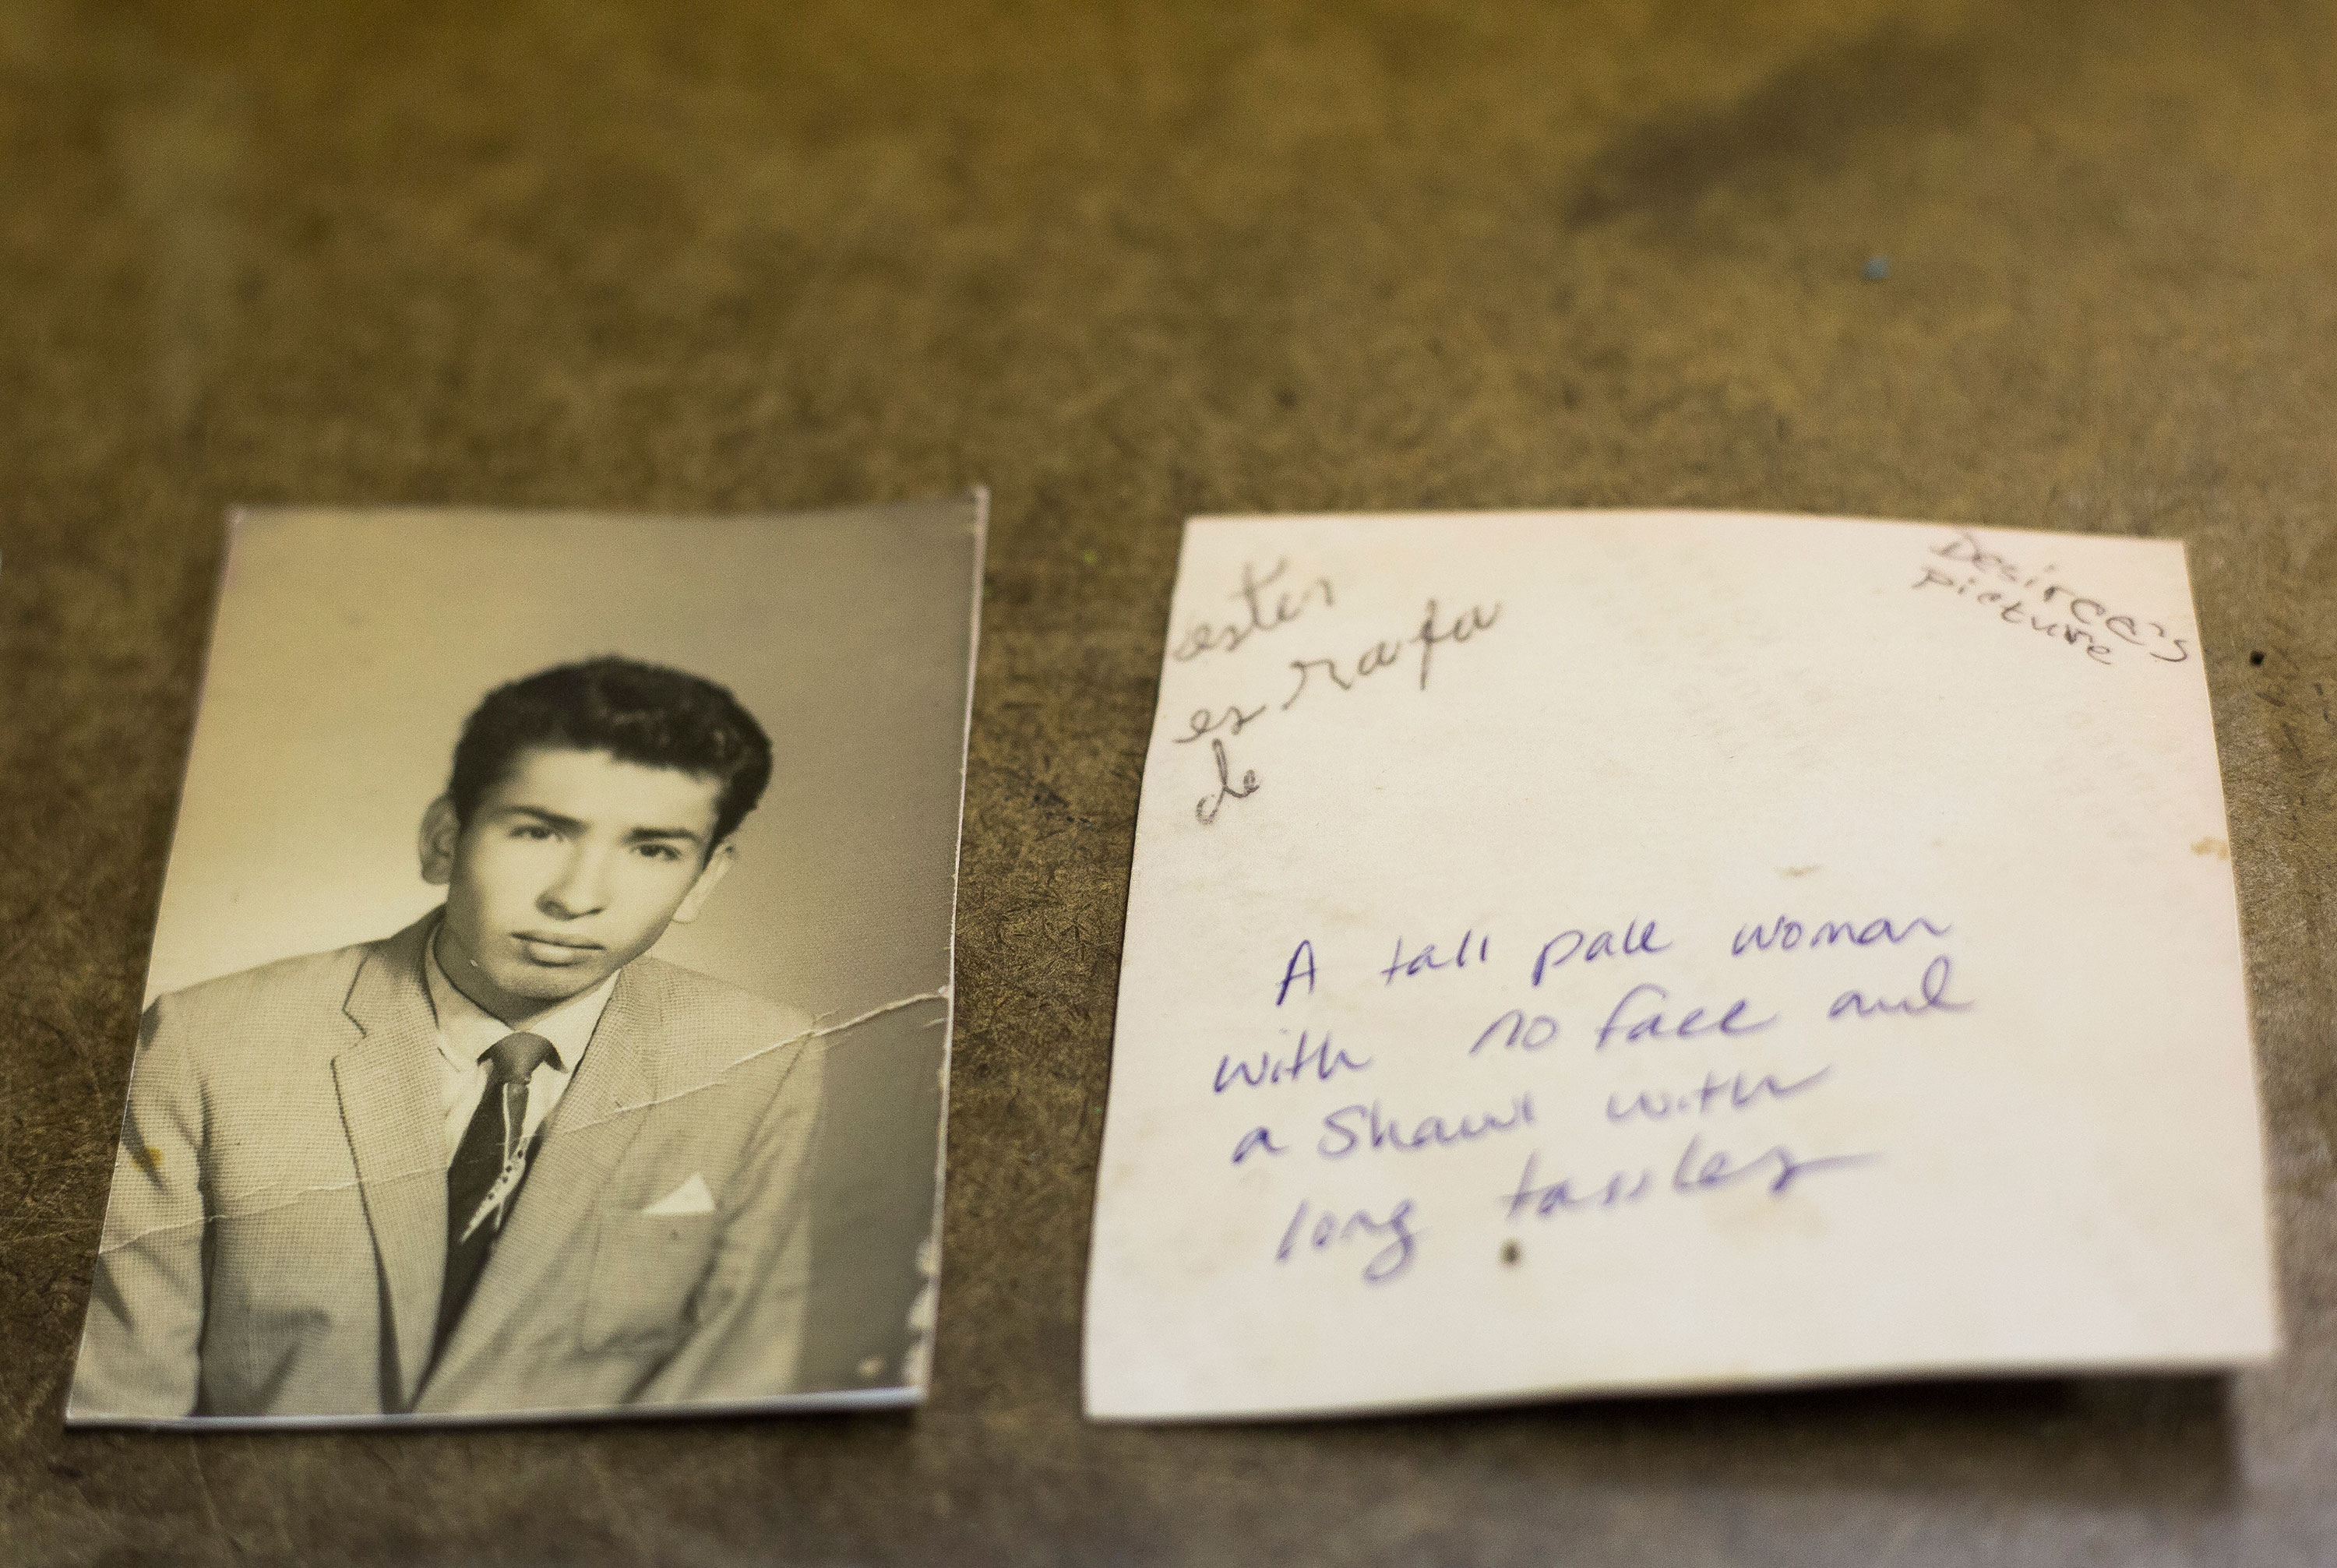 ester
es rafa
de
Desiree's
picture
A tall pale woman
with no face and
a Shawl with
long tassles